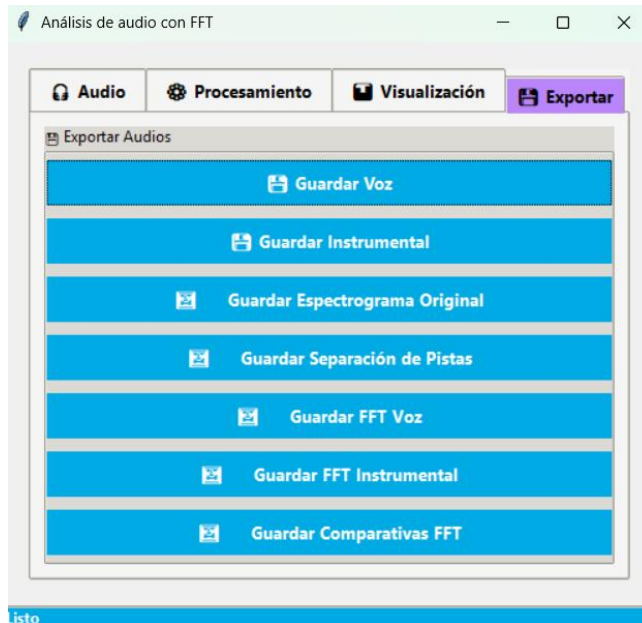 Análisis de audio con FFT
Audio Procesamiento Visualización Exportar
Exportar Audios
Guardar Voz
Guardar Instrumental
Guardar Espectrograma Original
Guardar Separación de Pistas
Guardar FFT Voz
Guardar FFT Instrumental
Guardar Comparativas FFT
Listo